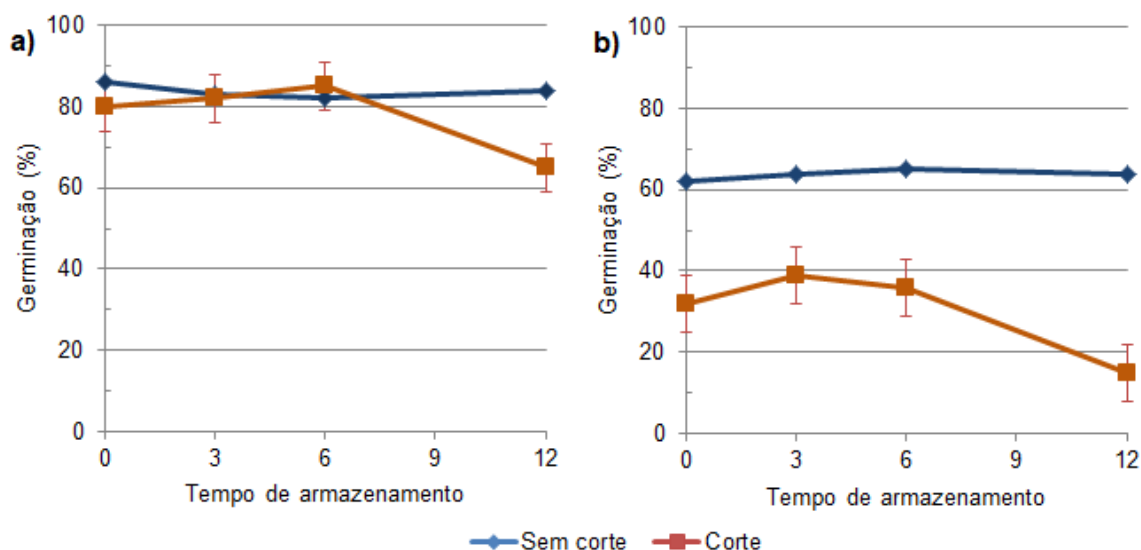 a)
100
80
60
40
20
0
Germinação (%)
0 3 6 9 12
Tempo de armazenamento
b)
100
80
60
40
20
0
Germinação (%)
0 3 6 9 12
Tempo de armazenamento
Sem corte Corte